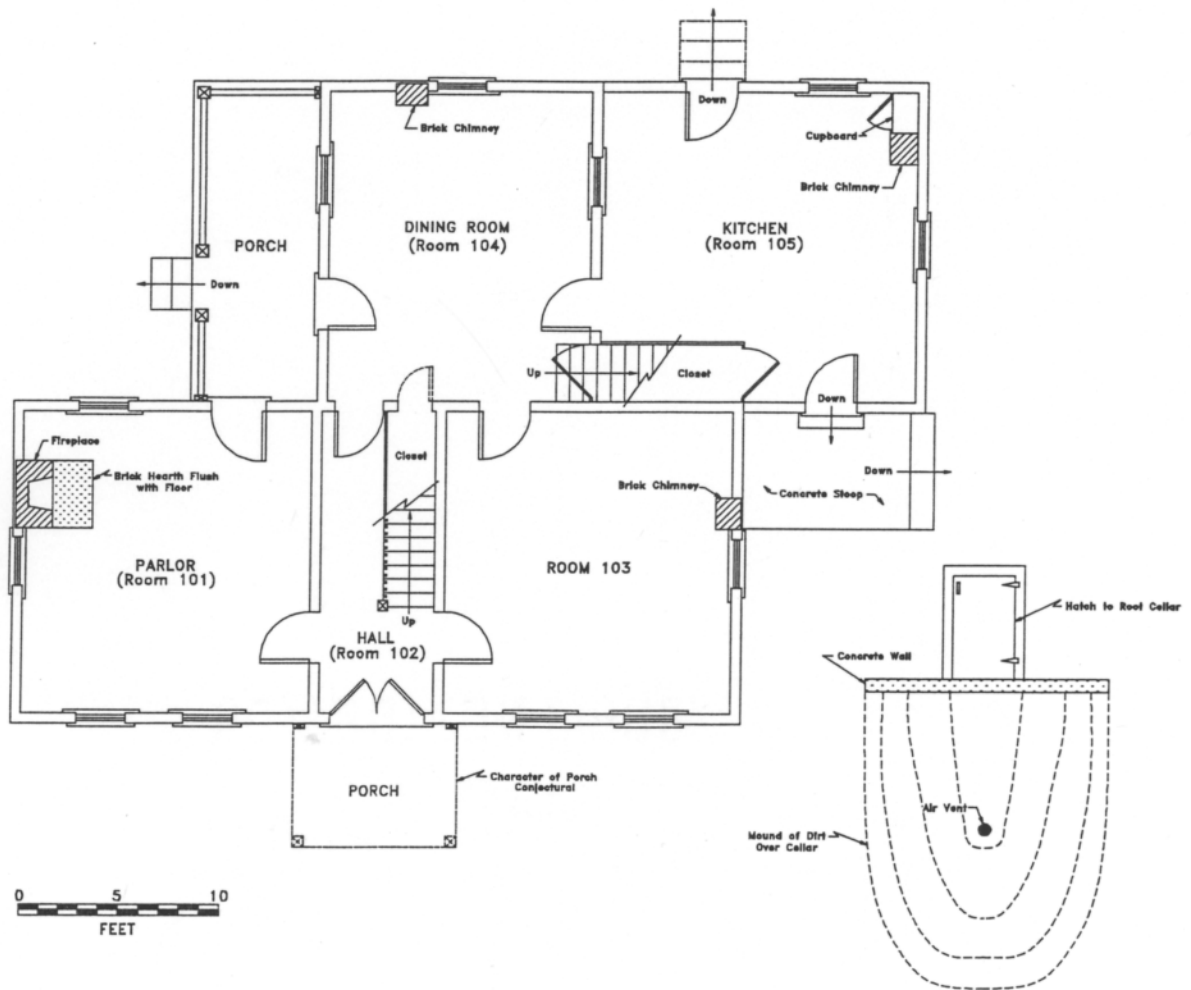 Down
Brick Chimney
Cupboard
Brick Chimney
DINING ROOM
(Room 104)
KITCHEN
(Room 105)
PORCH
Down
Up
Closet
Down
Fireplace
Brick Hearth Flush
with Floor
Closet
Down
Brick Chimney
Concrete Stoop
PARLOR
(Room 101)
ROOM 103
Up
HALL
(Room 102)
Hatch to Root Cellar
Concrete Wall
PORCH
Character of Porch
Conjectural
Air Vent
Mound of Dirt
Over Cellar
0 5 10
FEET